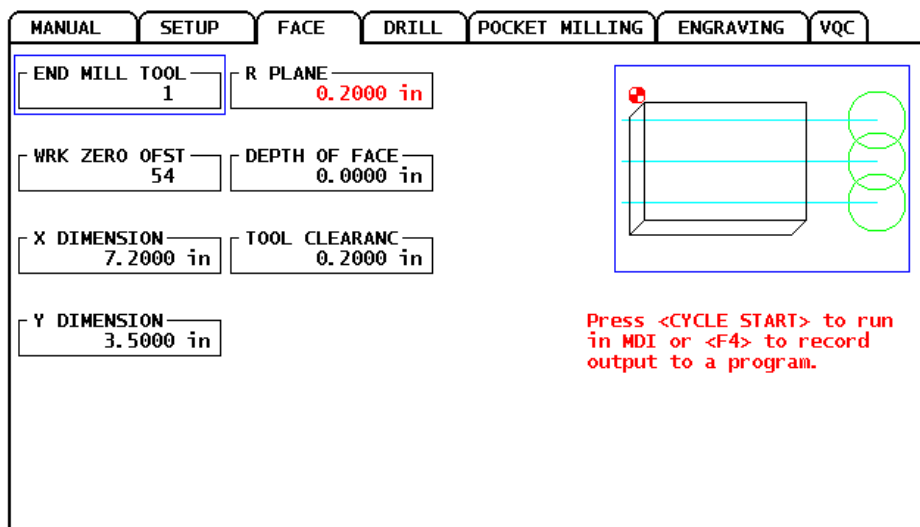 MANUAL SETUP FACE DRILL POCKET MILLING ENGRAVING VQC
END MILL TOOL
1
R PLANE
0.2000 in
WRK ZERO OFST
54
DEPTH OF FACE
0.0000 in
X DIMENSION
7.2000 in
TOOL CLEARANC
0.2000 in
Y DIMENSION
3.5000 in
Press <CYCLE START> to run
in MDI or <F4> to record
output to a program.